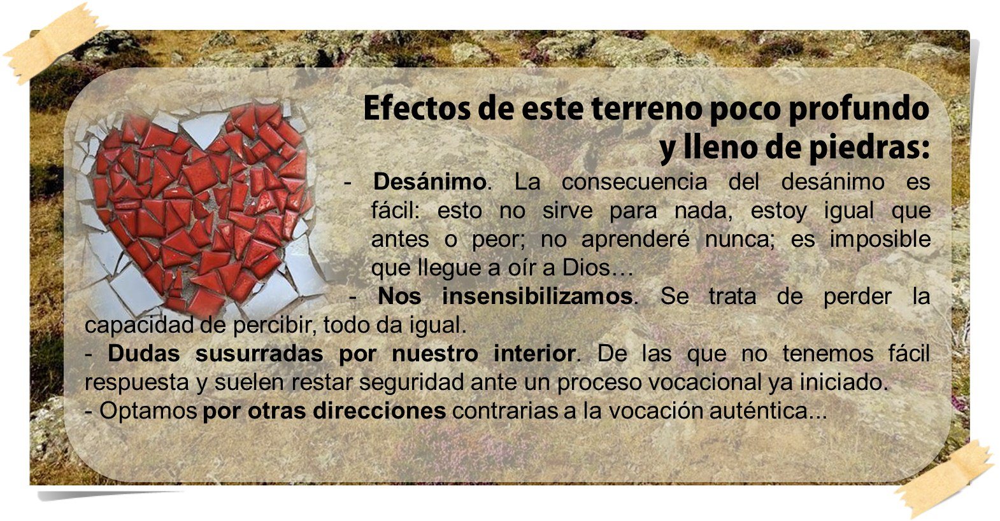 Efectos de este terreno poco profundo
y lleno de piedras:
- Desánimo. La consecuencia del desánimo es
fácil: esto no sirve para nada, estoy igual que
antes o peor; no aprenderé nunca; es imposible
que llegue a oír a Dios…
- Nos insensibilizamos. Se trata de perder la
capacidad de percibir, todo da igual.
- Dudas susurradas por nuestro interior. De las que no tenemos fácil
respuesta y suelen restar seguridad ante un proceso vocacional ya iniciado.
- Optamos por otras direcciones contrarias a la vocación auténtica...